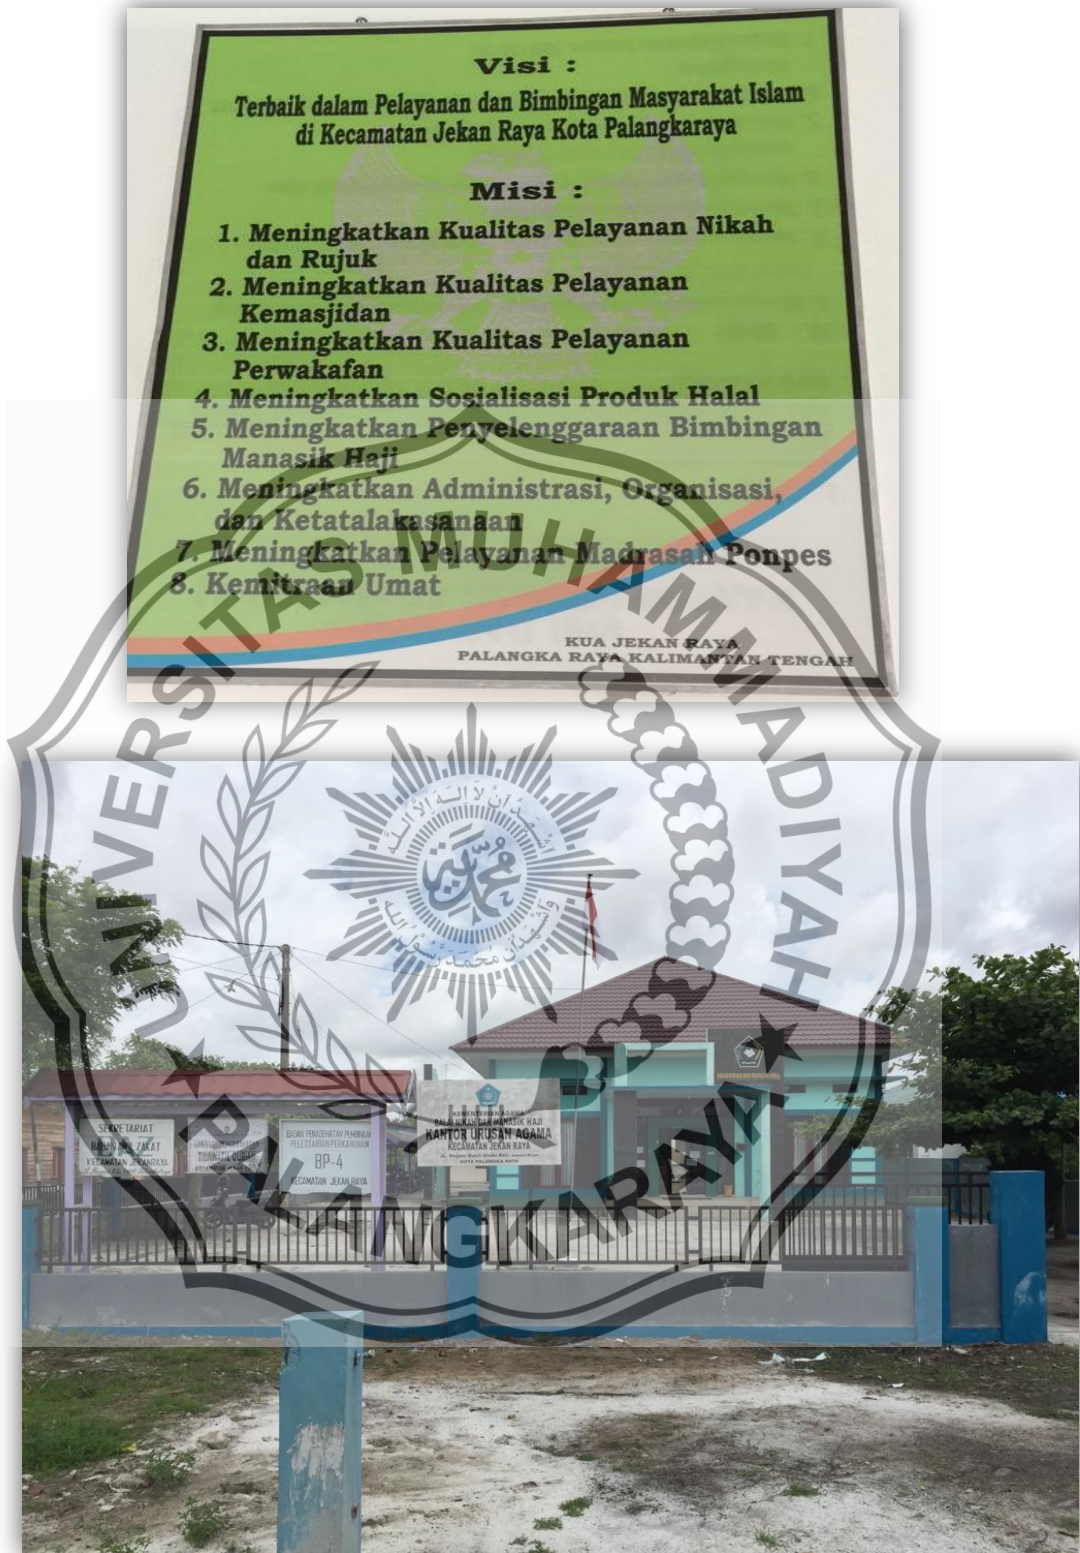 Visi :
Terbaik dalam Pelayanan dan Bimbingan Masyarakat Islam
di Kecamatan Jekan Raya Kota Palangkaraya
Misi :
1. Meningkatkan Kualitas Pelayanan Nikah
dan Rujuk
2. Meningkatkan Kualitas Pelayanan
Kemasjidan
3. Meningkatkan Kualitas Pelayanan
Perwakafan
4. Meningkatkan Sosialisasi Produk Halal
5. Meningkatkan Penyelenggaraan Bimbingan
Manasik Haji
6. Meningkatkan Administrasi, Organisasi,
dan Ketatalakasanaan
7. Meningkatkan Pelayanan Madrasah Ponpes
8. Kemitraan Umat
KUA JEKAN RAYA
PALANGKA RAYA KALIMANTAN TENGAH
UNIVERSITAS MUHAMMADIYAH
PALANGKARAYA
SEKRETARIAT
ZAKAT
KECAMATAN JEKAN RAYA
BADAN PENASEHATAN PEMBINAAN
PELESTARIAN PERKAWINAN
BP-4
KECAMATAN JEKAN RAYA
KEMENTERIAN AGAMA
BALAI NIKAH DAN MANASIK HAJI
KANTOR URUSAN AGAMA
KECAMATAN JEKAN RAYA
KOTA PALANGKA RAYA